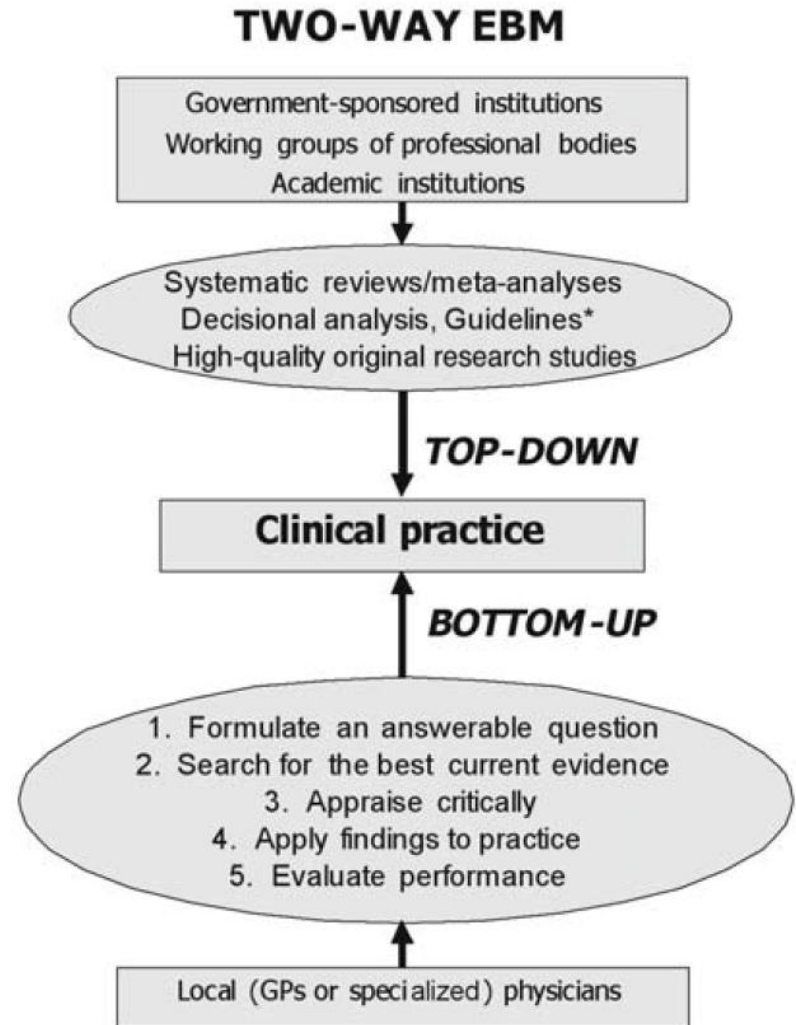 TWO-WAY EBM
Government-sponsored institutions
Working groups of professional bodies
Academic institutions
Systematic reviews/meta-analyses
Decisional analysis, Guidelines*
High-quality original research studies
TOP-DOWN
Clinical practice
BOTTOM-UP
1. Formulate an answerable question
2. Search for the best current evidence
3. Appraise critically
4. Apply findings to practice
5. Evaluate performance
Local (GPs or specialized) physicians